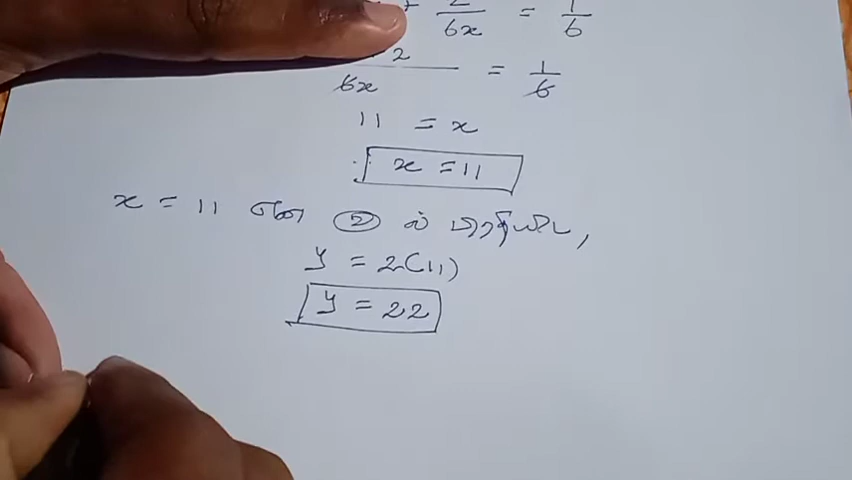 2/6x = 1/6
2/6x = 1/6
11 = x
x = 11
x = 11 என ② ல் பிரதியிட,
y = 2(11)
y = 22